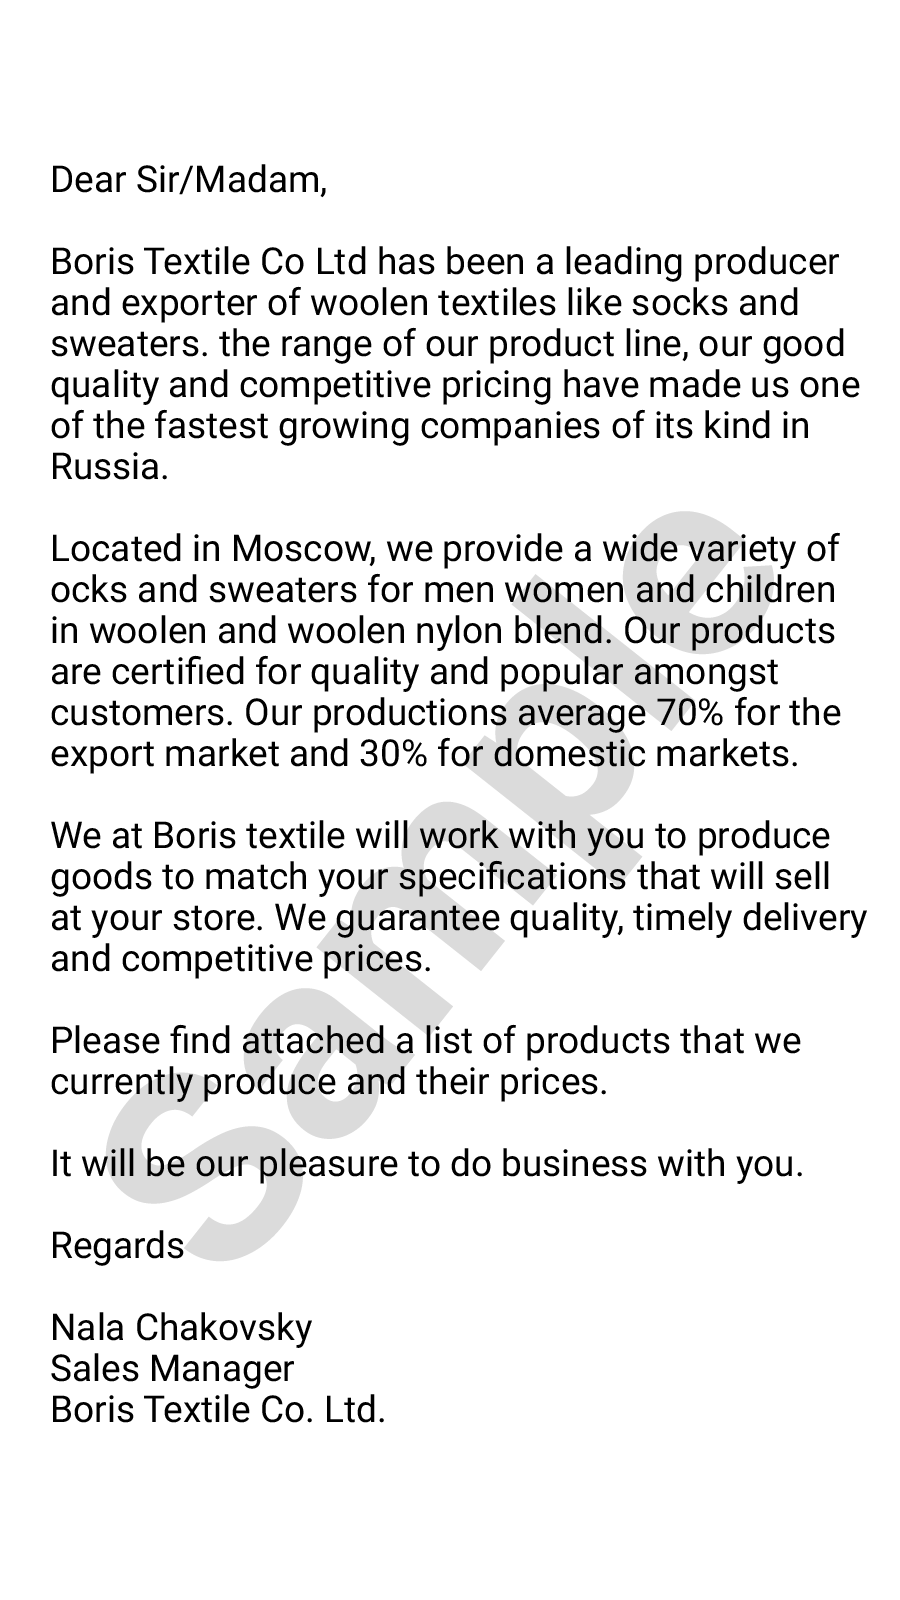 Dear Sir/Madam,
Boris Textile Co Ltd has been a leading producer
and exporter of woolen textiles like socks and
sweaters. the range of our product line, our good
quality and competitive pricing have made us one
of the fastest growing companies of its kind in
Russia.
Located in Moscow, we provide a wide variety of
ocks and sweaters for men women and children
in woolen and woolen nylon blend. Our products
are certified for quality and popular amongst
customers. Our productions average 70% for the
export market and 30% for domestic markets.
We at Boris textile will work with you to produce
goods to match your specifications that will sell
at your store. We guarantee quality, timely delivery
and competitive prices.
Please find attached a list of products that we
currently produce and their prices.
It will be our pleasure to do business with you.
Regards
Nala Chakovsky
Sales Manager
Boris Textile Co. Ltd.
Sample